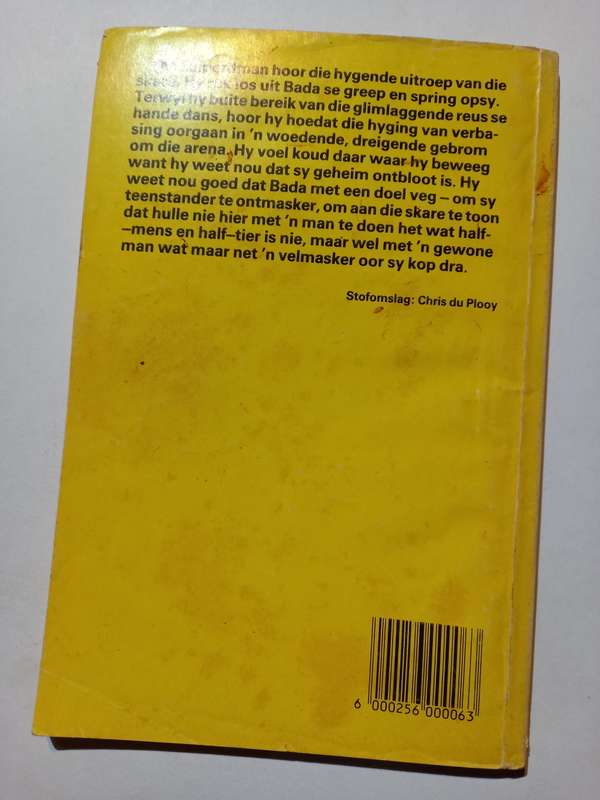 hoor die hygende uitroep van die
skare. Hy ruk los uit Bada se greep en spring opsy.
Terwyl hy buite bereik van die glimlaggende reus se
hande dans, hoor hy hoedat die hyging van verba-
sing oorgaan in 'n woedende, dreigende gebrom
om die arena. Hy voel koud daar waar hy beweeg
want hy weet nou dat sy geheim ontbloot is. Hy
weet nou goed dat Bada met een doel veg – om sy
teenstander te ontmasker, om aan die skare te toon
dat hulle nie hier met 'n man te doen het wat half-
–mens en half–tier is nie, maar wel met 'n gewone
man wat maar net 'n velmasker oor sy kop dra.
Stofomslag: Chris du Plooy
6 000256 000063